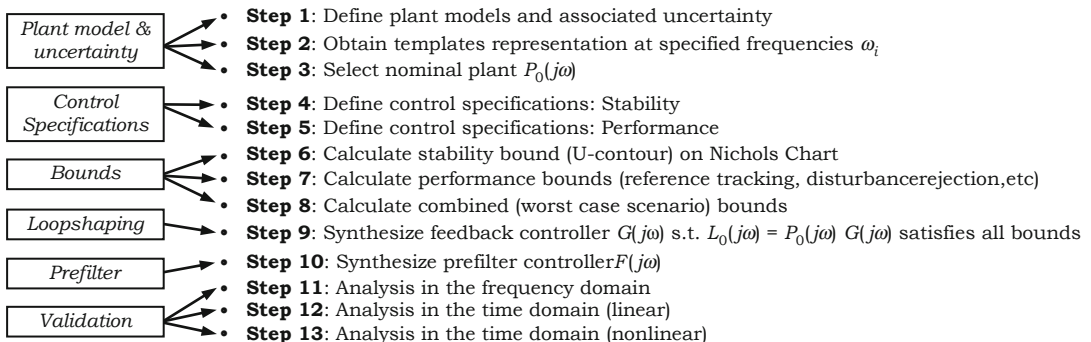 Plant model &
uncertainty
• Step 1: Define plant models and associated uncertainty
• Step 2: Obtain templates representation at specified frequencies ωi
• Step 3: Select nominal plant P0(jω)
Control
Specifications
• Step 4: Define control specifications: Stability
• Step 5: Define control specifications: Performance
Bounds
• Step 6: Calculate stability bound (U-contour) on Nichols Chart
• Step 7: Calculate performance bounds (reference tracking, disturbancerejection,etc)
• Step 8: Calculate combined (worst case scenario) bounds
Loopshaping
• Step 9: Synthesize feedback controller G(jω) s.t. L0(jω) = P0(jω) G(jω) satisfies all bounds
Prefilter
• Step 10: Synthesize prefilter controllerF(jω)
Validation
• Step 11: Analysis in the frequency domain
• Step 12: Analysis in the time domain (linear)
• Step 13: Analysis in the time domain (nonlinear)